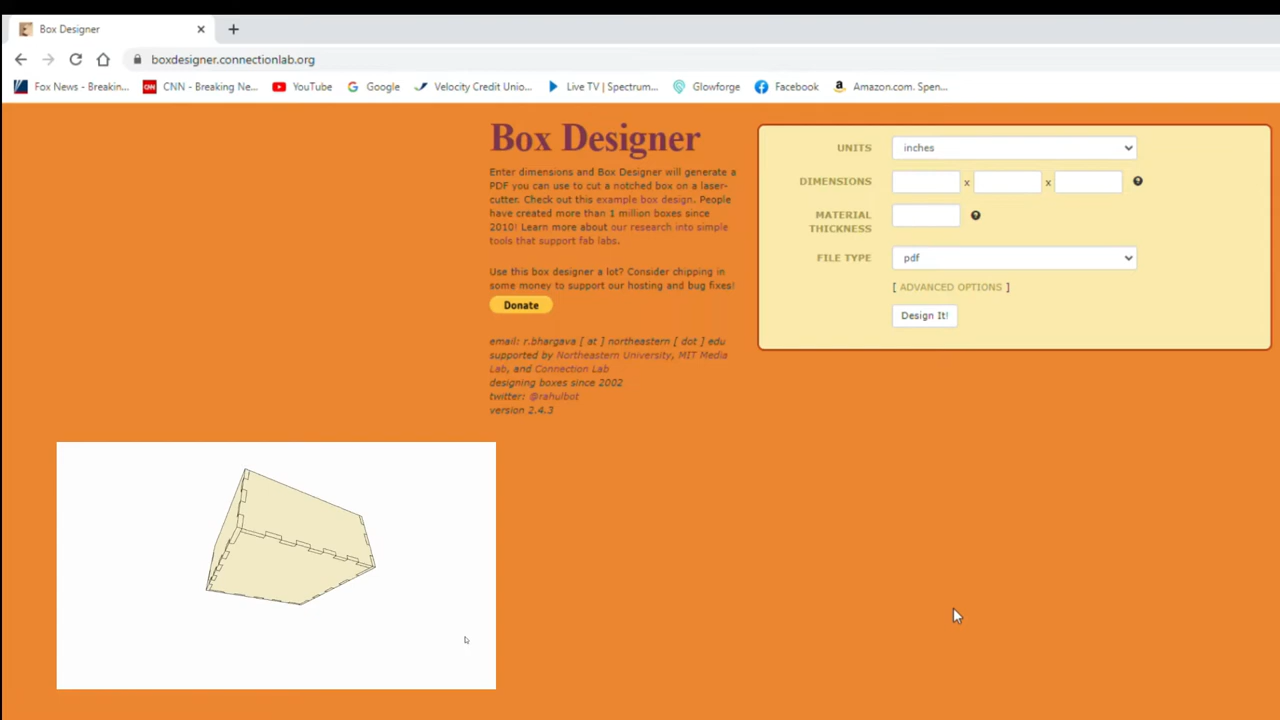 Box Designer
boxdesigner.connectionlab.org
Fox News - Breakin...
CNN - Breaking Ne...
YouTube
Google
Velocity Credit Unio...
Live TV | Spectrum...
Glowforge
Facebook
Amazon.com. Spen...
Box Designer
Enter dimensions and Box Designer will generate a
PDF you can use to cut a notched box on a laser-
cutter. Check out this example box design. People
have created more than 1 million boxes since
2010! Learn more about our research into simple
tools that support fab labs.
Use this box designer a lot? Consider chipping in
some money to support our hosting and bug fixes!
Donate
email: r.bhargava [ at ] northeastern [ dot ] edu
supported by Northeastern University, MIT Media
Lab, and Connection Lab
designing boxes since 2002
twitter: @rahulbot
version 2.4.3
UNITS inches
DIMENSIONS x x
MATERIAL
THICKNESS
FILE TYPE pdf
[ ADVANCED OPTIONS ]
Design It!